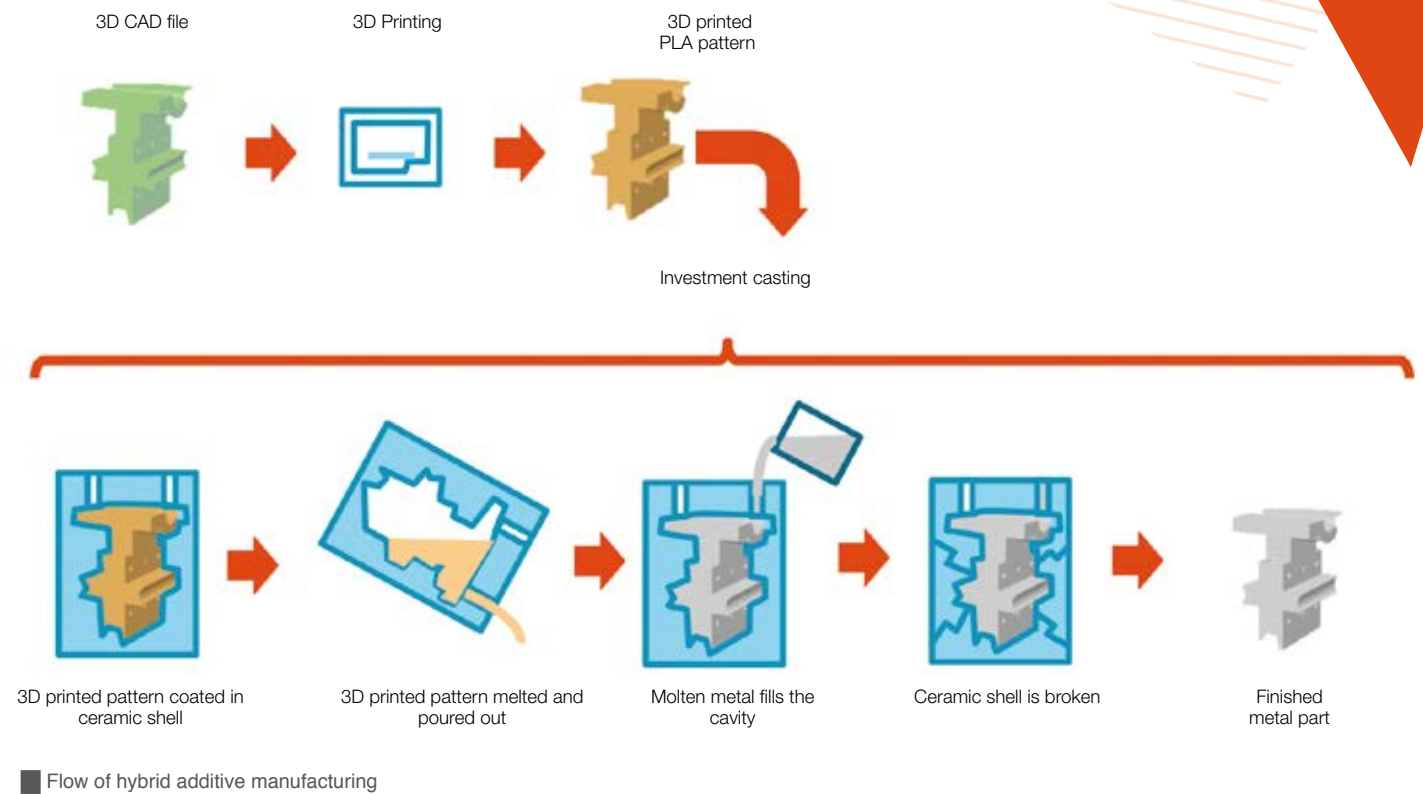 3D CAD file
3D Printing
3D printed
PLA pattern
Investment casting
3D printed pattern coated in
ceramic shell
3D printed pattern melted and
poured out
Molten metal fills the
cavity
Ceramic shell is broken
Finished
metal part
Flow of hybrid additive manufacturing